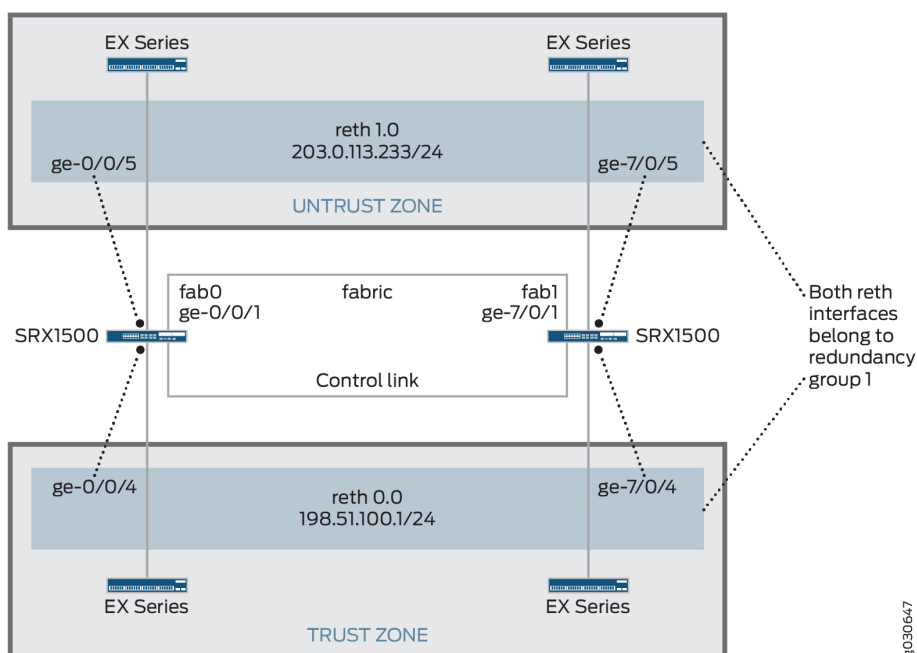 EX Series
EX Series
reth 1.0
203.0.113.233/24
ge-0/0/5
ge-7/0/5
UNTRUST ZONE
fab0
ge-0/0/1
fabric
fab1
ge-7/0/1
SRX1500
SRX1500
Control link
Both reth
interfaces
belong to
redundancy
group 1
ge-0/0/4
ge-7/0/4
reth 0.0
198.51.100.1/24
EX Series
EX Series
TRUST ZONE
g030647